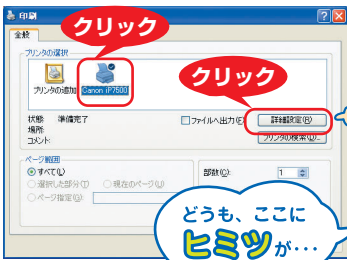 印刷
全般
クリック
プリンタの選択
プリンタの追加
Canon iP7500
クリック
状態 準備完了
場所
コメント
ファイルへ出力(F)
詳細設定(R)
プリンタの検索(D)...
ページ範囲
すべて(L)
選択した部分(T)
現在のページ(U)
ページ指定(G):
部数(C):
1
どうも、ここに
ヒミツが・・・